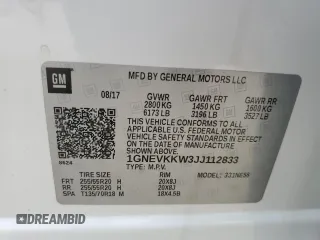 GM
MFD BY GENERAL MOTORS LLC
08/17 GVWR GAWR FRT GAWR RR
2800 KG 1450 KG 1600 KG
6173 LB 3196 LB 3527 LB
THIS VEHICLE CONFORMS TO ALL APPLICABLE
U.S. FEDERAL MOTOR VEHICLE SAFETY
STANDARDS IN EFFECT ON THE DATE OF
MANUFACTURE SHOWN ABOVE.
1GNEVKKW3JJ112833
TYPE: M.P.V.
TIRE SIZE RIM
FRT 255/55R20 H 20X8J
RR 255/55R20 H 20X8J
SPA T135/70R18 M 18X4.5B
AutoBidMaster